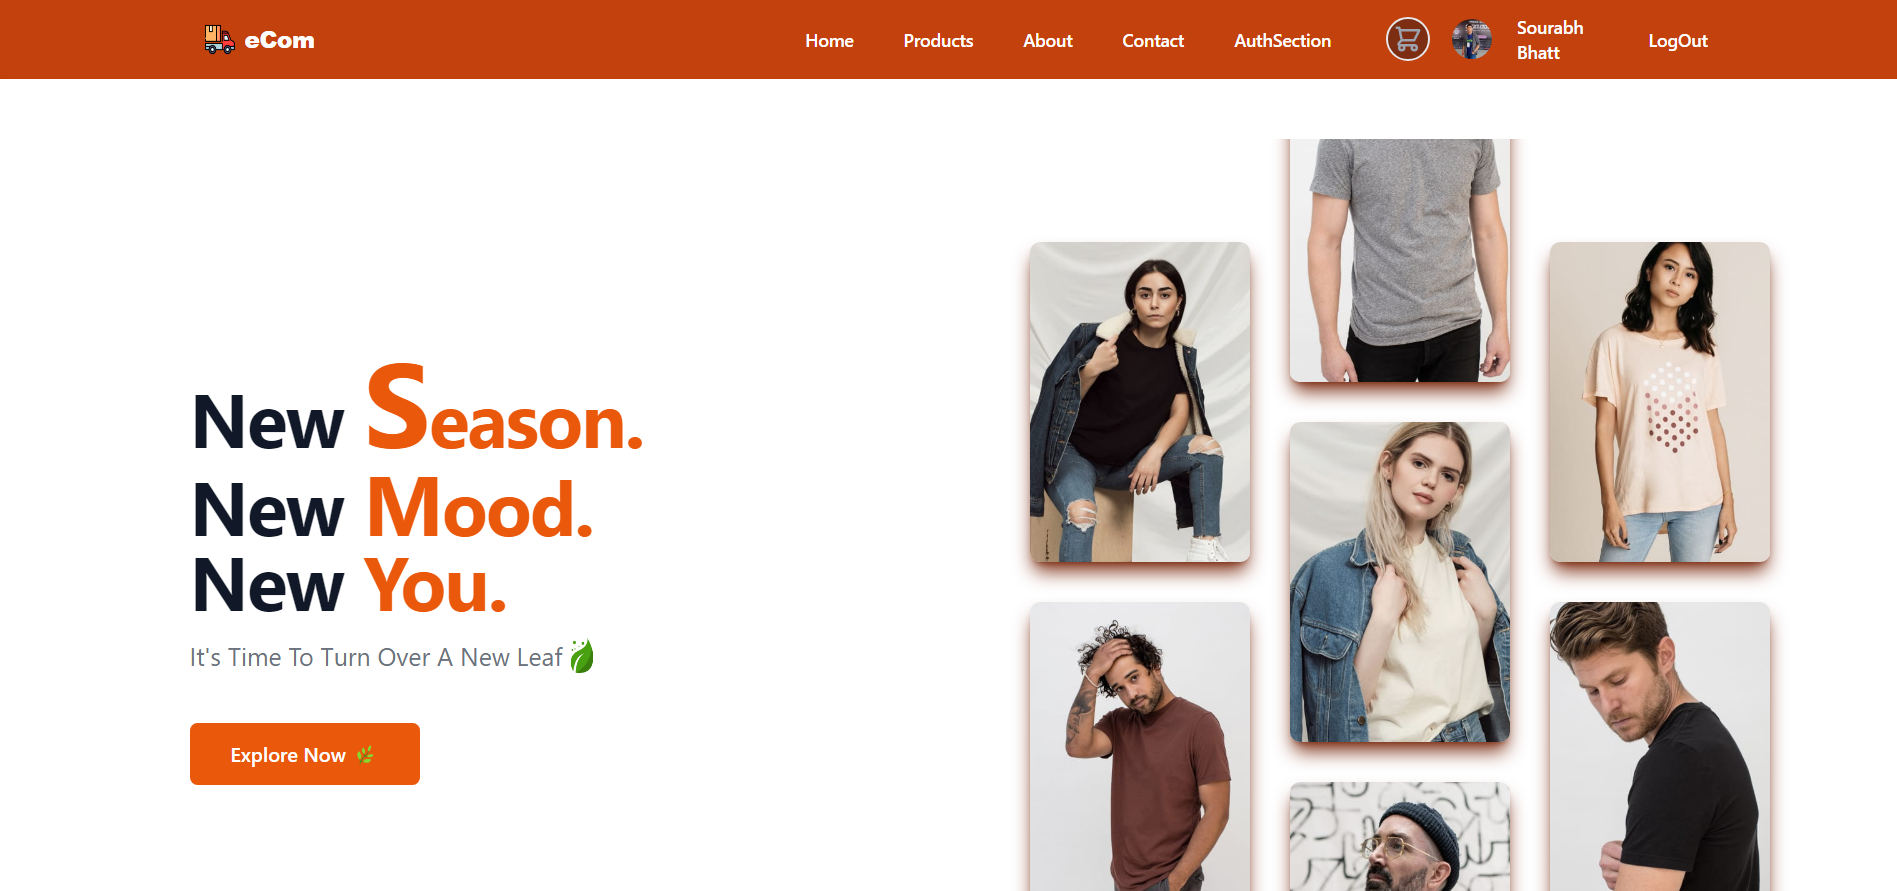 eCom
Home
Products
About
Contact
AuthSection
Sourabh
Bhatt
LogOut
New Season.
New Mood.
New You.
It's Time To Turn Over A New Leaf
Explore Now